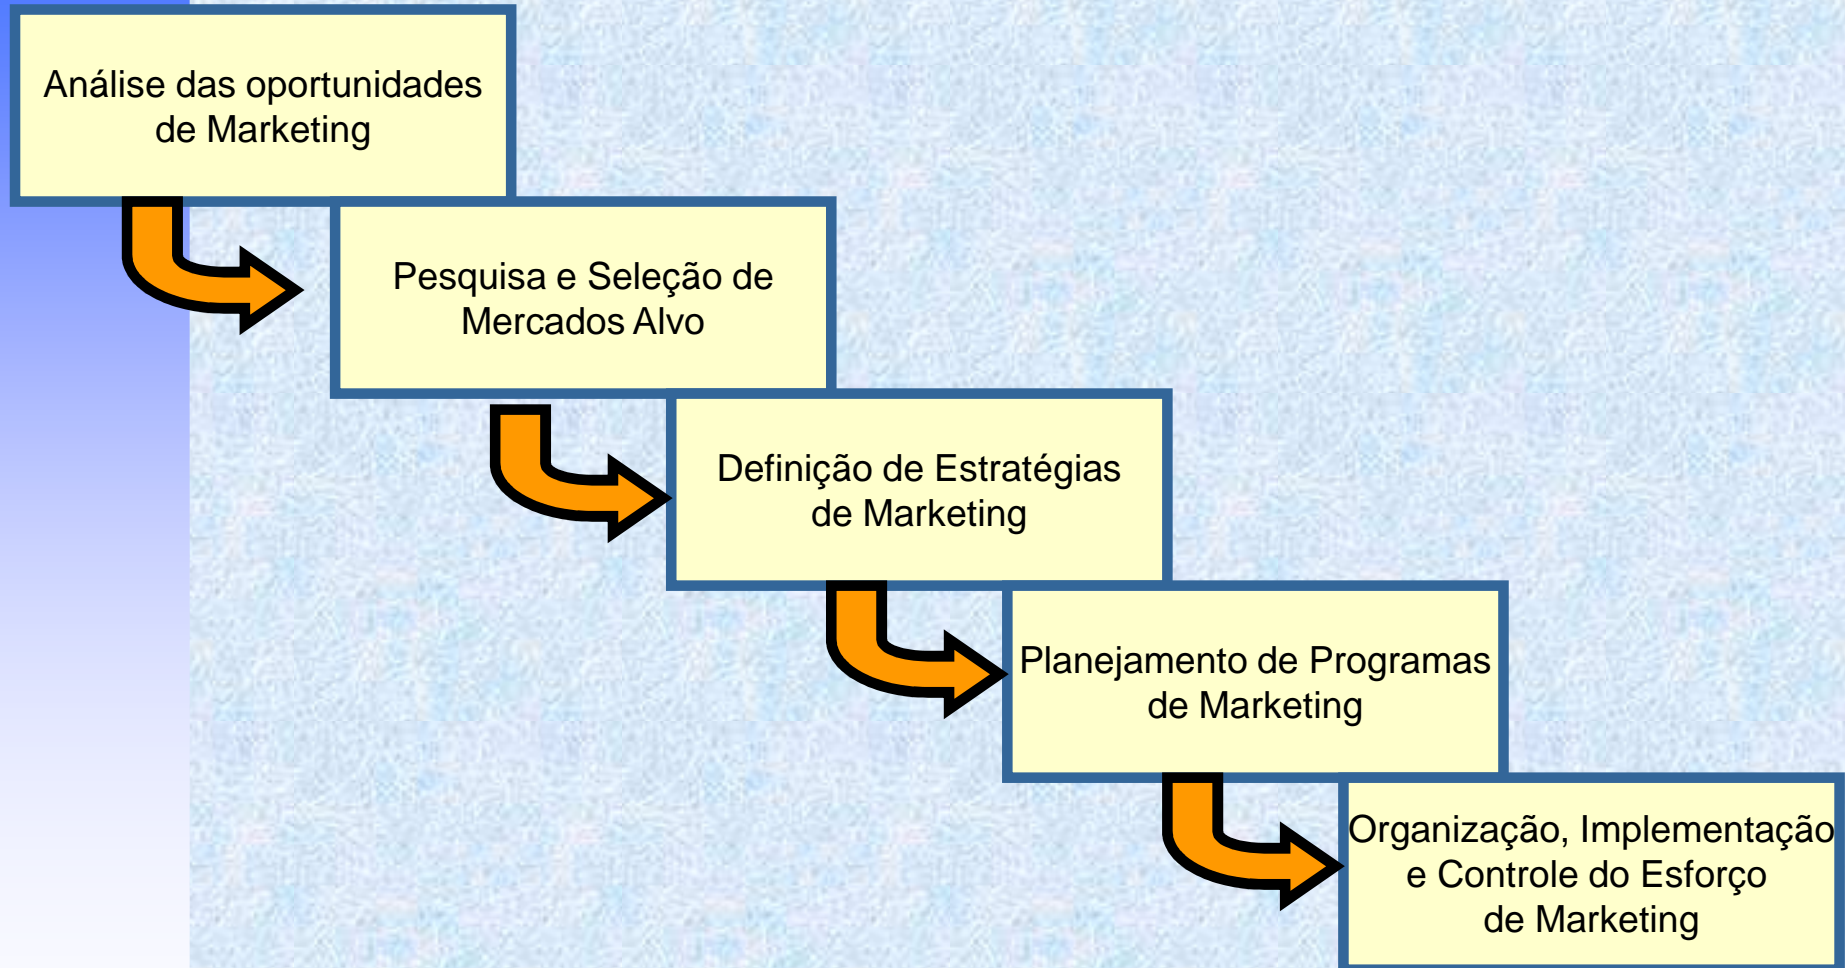 Análise das oportunidades
de Marketing
Pesquisa e Seleção de
Mercados Alvo
Definição de Estratégias
de Marketing
Planejamento de Programas
de Marketing
Organização, Implementação
e Controle do Esforço
de Marketing